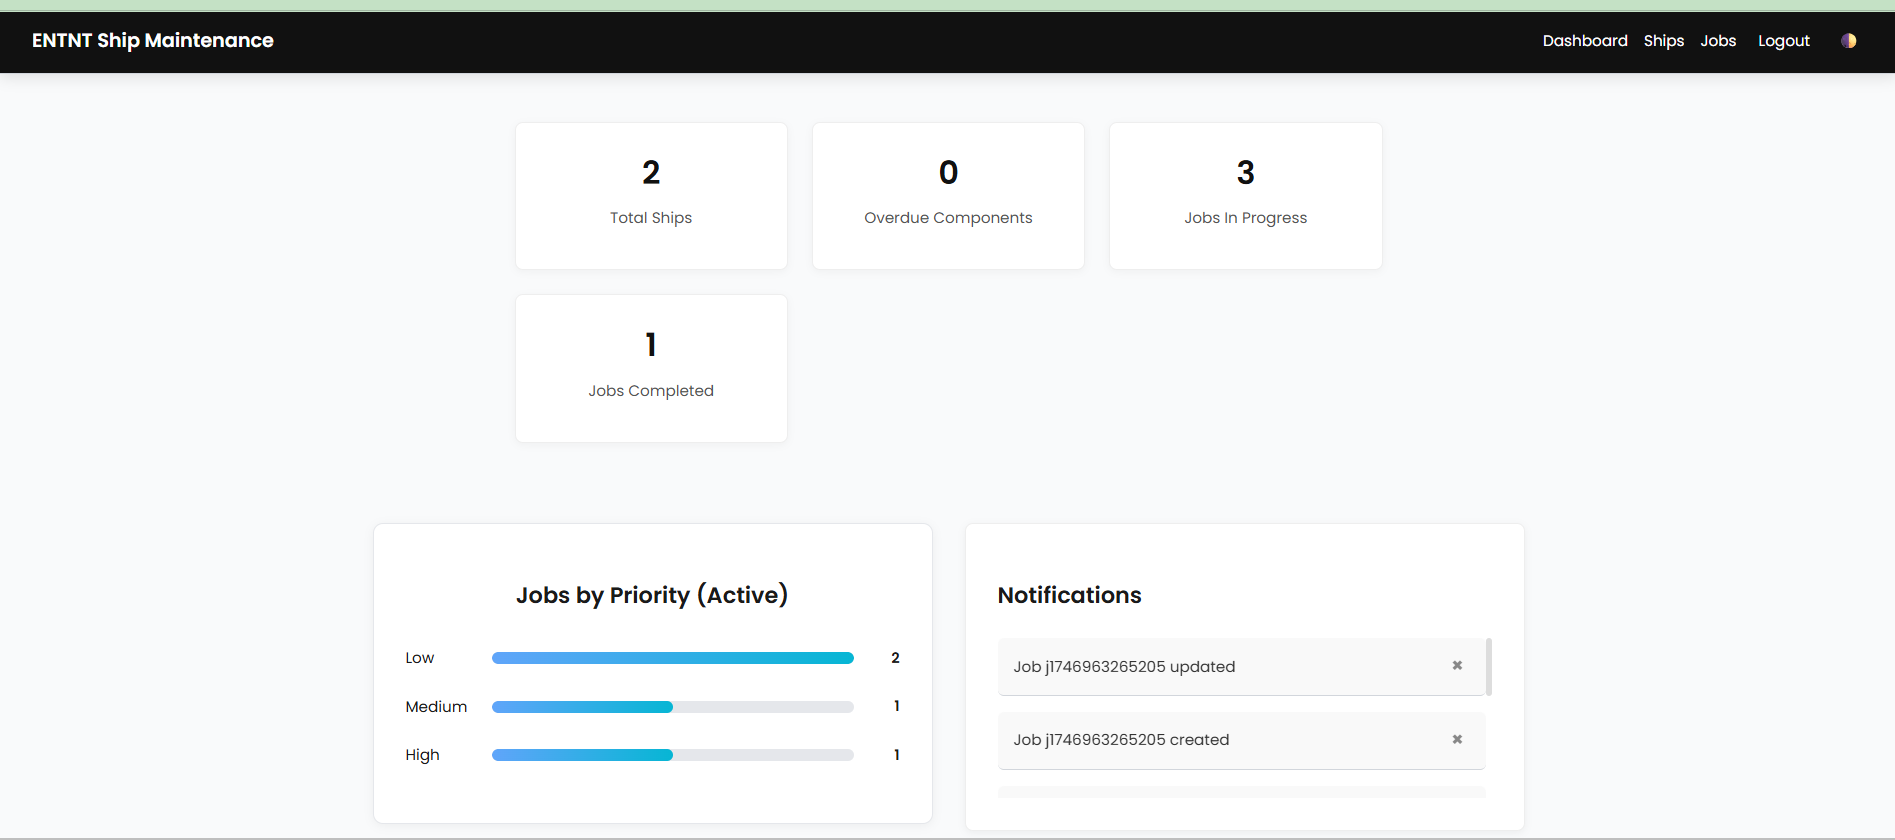 ENTNT Ship Maintenance
Dashboard Ships Jobs Logout
2
Total Ships
0
Overdue Components
3
Jobs In Progress
1
Jobs Completed
Jobs by Priority (Active)
Low 2
Medium 1
High 1
Notifications
Job j1746963265205 updated ✖
Job j1746963265205 created ✖